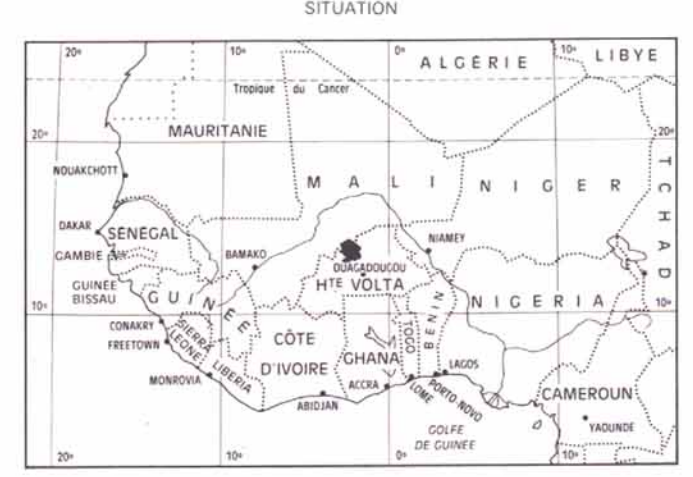 SITUATION
20° 10° 0° 10°
ALGÉRIE LIBYE
Tropique du Cancer
MAURITANIE
20° 20°
NOUAKCHOTT
MALI NIGER TCHAD
DAKAR SÉNÉGAL
GAMBIE
BAMAKO
NIAMEY
OUAGADOUGOU
GUINÉE
BISSAU
HTE VOLTA
GUINÉE
BÉNIN
NIGERIA
10° 10°
CONAKRY
FREETOWN
SIERRA
LEONE
CÔTE
D'IVOIRE
GHANA
TOGO
MONROVIA
LIBERIA
LAGOS
ACCRA
LOME
PORTO NOVO
ABIDJAN
CAMEROUN
YAOUNDE
GOLFE
DE GUINÉE
20° 10° 0° 10°